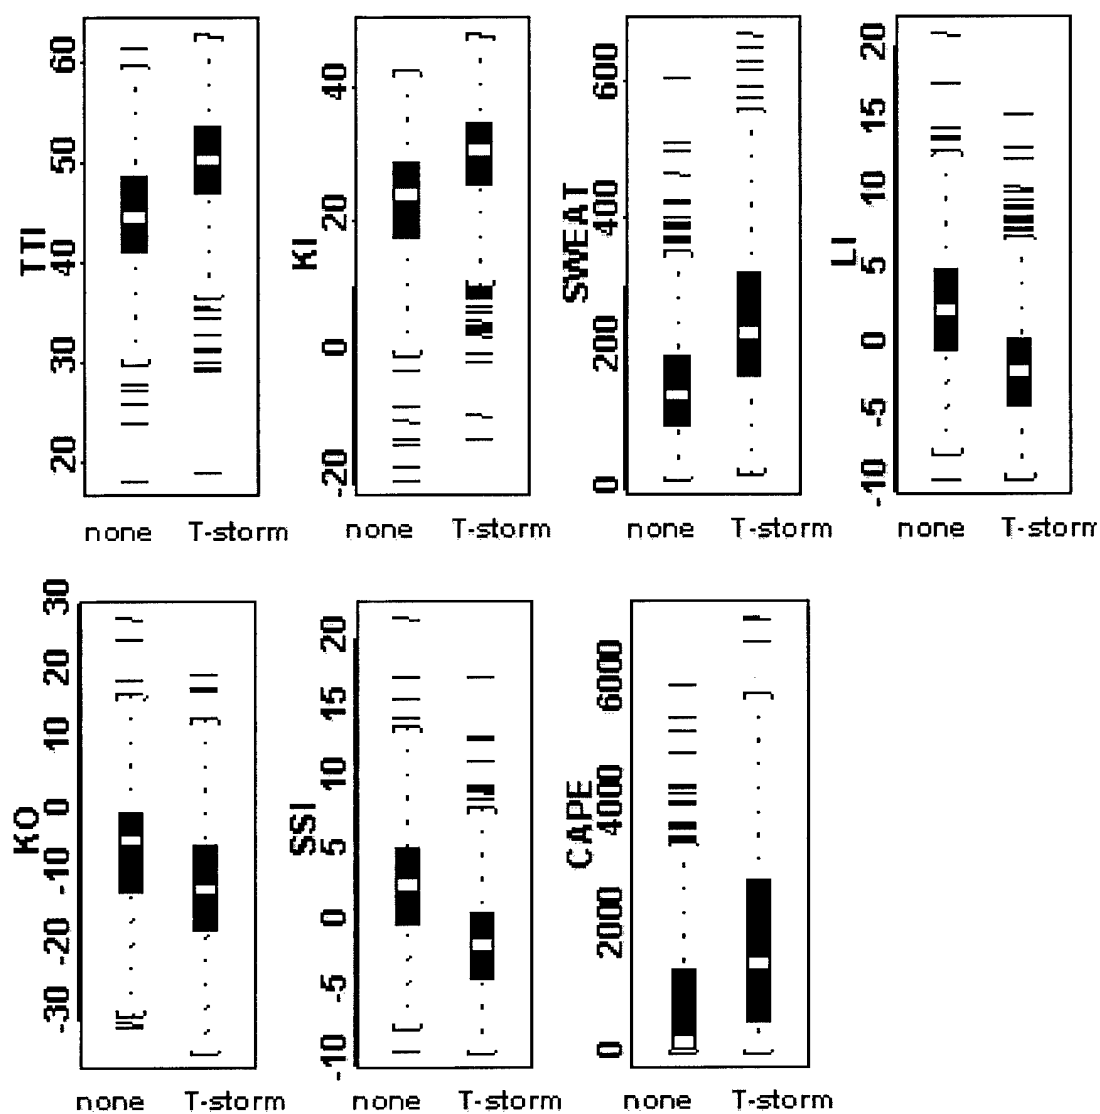 TTI
20 30 40 50 60
none T-storm
KI
-20 0 20 40
none T-storm
SWEAT
0 200 400 600
none T-storm
LI
-10 -5 0 5 10 15 20
none T-storm
KO
-30 -20 -10 0 10 20 30
none T-storm
SSI
-10 -5 0 5 10 15 20
none T-storm
CAPE
0 2000 4000 6000
none T-storm